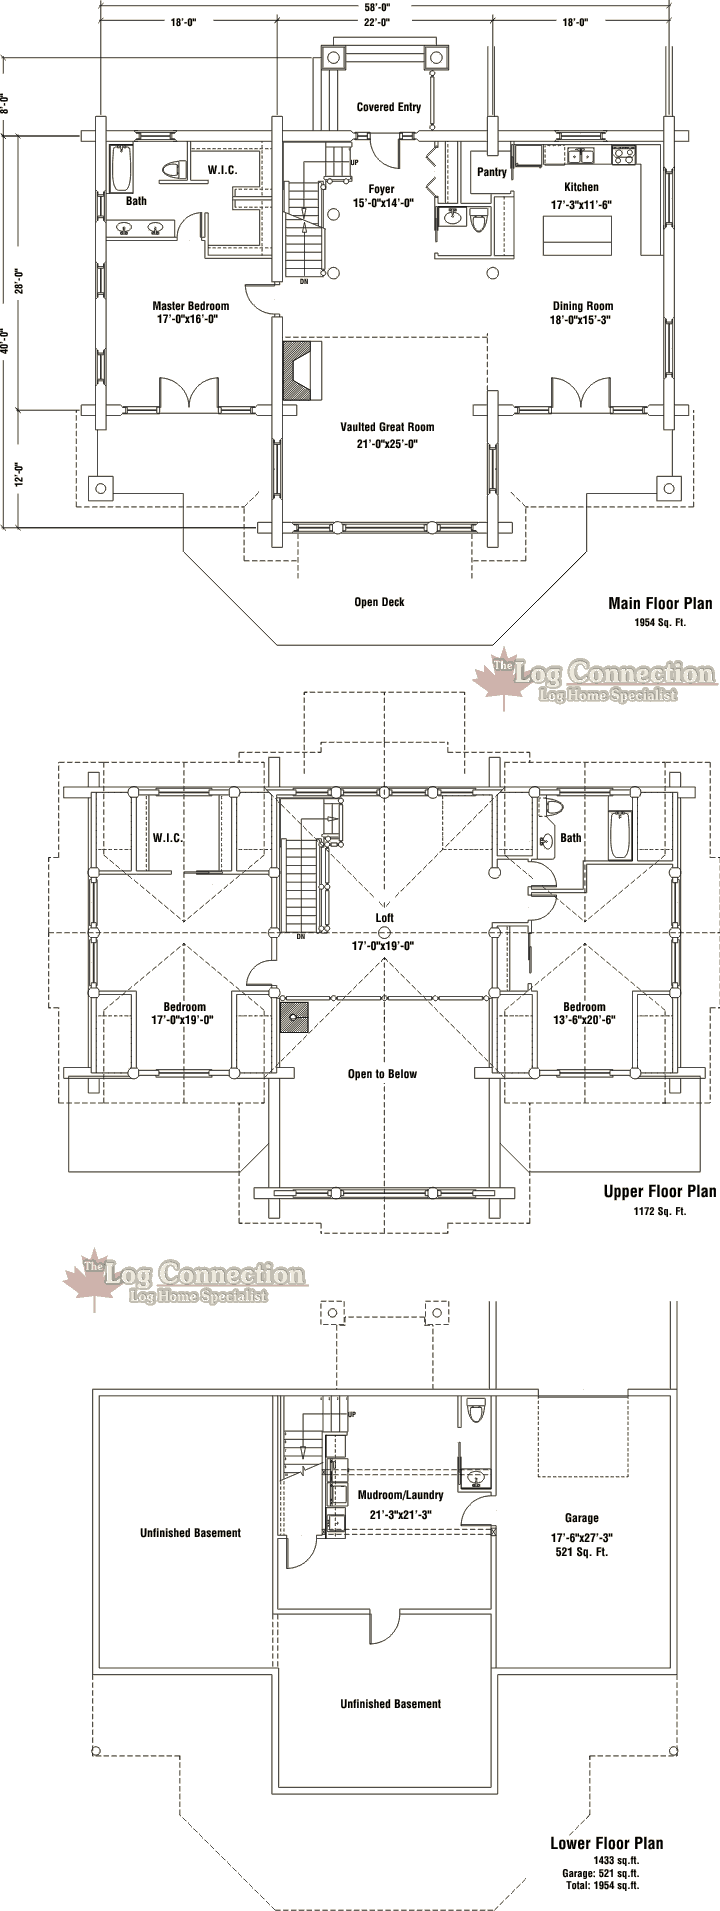 58'-0"
18'-0"
22'-0"
18'-0"
8'-0"
Covered Entry
W.I.C.
UP
Pantry
Foyer
15'-0"x14'-0"
Kitchen
17'-3"x11'-6"
Bath
28'-0"
40'-0"
DN
Master Bedroom
17'-0"x16'-0"
Dining Room
18'-0"x15'-3"
Vaulted Great Room
21'-0"x25'-0"
12'-0"
Open Deck
Main Floor Plan
1954 Sq. Ft.
The Log Connection
Log Home Specialist
W.I.C.
Bath
Loft
17'-0"x19'-0"
DN
Bedroom
17'-0"x19'-0"
Bedroom
13'-6"x20'-6"
Open to Below
Upper Floor Plan
1172 Sq. Ft.
The Log Connection
Log Home Specialist
UP
Mudroom/Laundry
21'-3"x21'-3"
Garage
17'-6"x27'-3"
521 Sq. Ft.
Unfinished Basement
Unfinished Basement
Lower Floor Plan
1433 sq.ft.
Garage: 521 sq.ft.
Total: 1954 sq.ft.